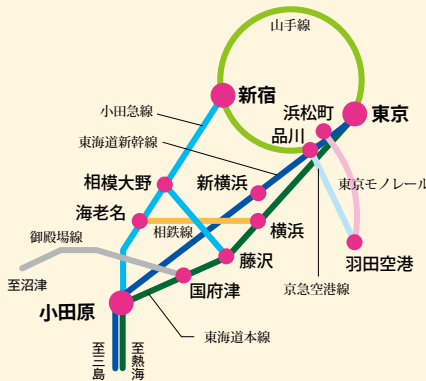 山手線
新宿
浜松町
東京
小田急線
品川
東海道新幹線
相模大野
新横浜
東京モノレール
海老名
相鉄線
横浜
御殿場線
藤沢
羽田空港
至沼津
国府津
京急空港線
小田原
東海道本線
至三島
至熱海